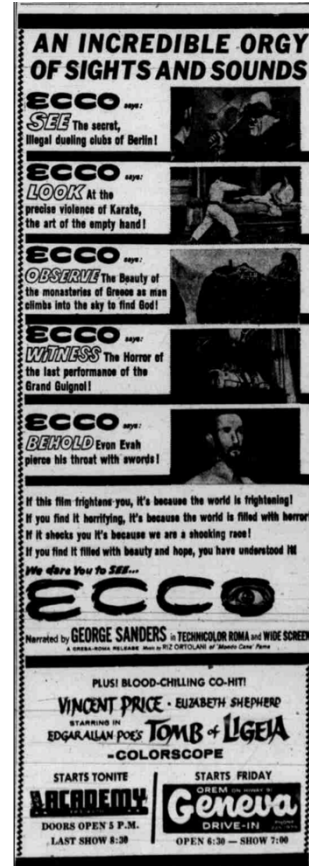 AN INCREDIBLE ORGY
OF SIGHTS AND SOUNDS
ECCO says:
SEE The secret,
illegal dueling clubs of Berlin!
ECCO says:
LOOK At the
precise violence of Karate,
the art of the empty hand!
ECCO says:
OBSERVE The Beauty of
the monasteries of Greece as man
climbs into the sky to find God!
ECCO says:
WITNESS The Horror of
the last performance of the
Grand Guignol!
ECCO says:
BEHOLD Evon Evah
pierce his throat with swords!
If this film frightens you, it's because the world is frightening!
If you find it horrifying, it's because the world is filled with horror!
If it shocks you it's because we are a shocking race!
If you find it filled with beauty and hope, you have understood it!
We dare You to SEE...
ECCO
Narrated by GEORGE SANDERS in TECHNICOLOR ROMA and WIDE SCREEN
A CRESA-ROMA RELEASE Music by RIZ ORTOLANI of 'Mondo Cane' Fame
PLUS! BLOOD-CHILLING CO-HIT!
VINCENT PRICE - ELIZABETH SHEPHERD
STARRING IN
EDGAR ALLAN POE'S TOMB OF LIGEIA
-COLORSCOPE
STARTS TONITE
ACADEMY
DOORS OPEN 5 P.M.
LAST SHOW 8:30
STARTS FRIDAY
OREM
Geneva
DRIVE-IN
OPEN 6:30 — SHOW 7:00